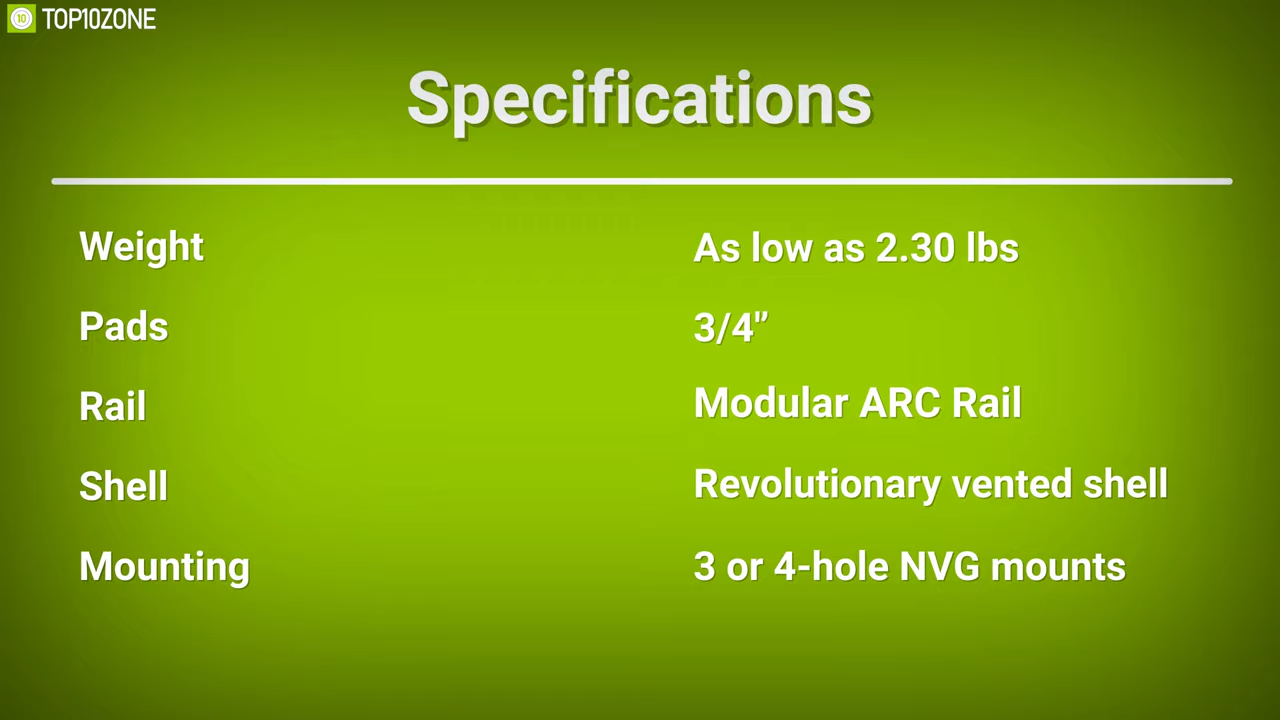 TOP10ZONE
Specifications
Weight As low as 2.30 lbs
Pads 3/4”
Rail Modular ARC Rail
Shell Revolutionary vented shell
Mounting 3 or 4-hole NVG mounts